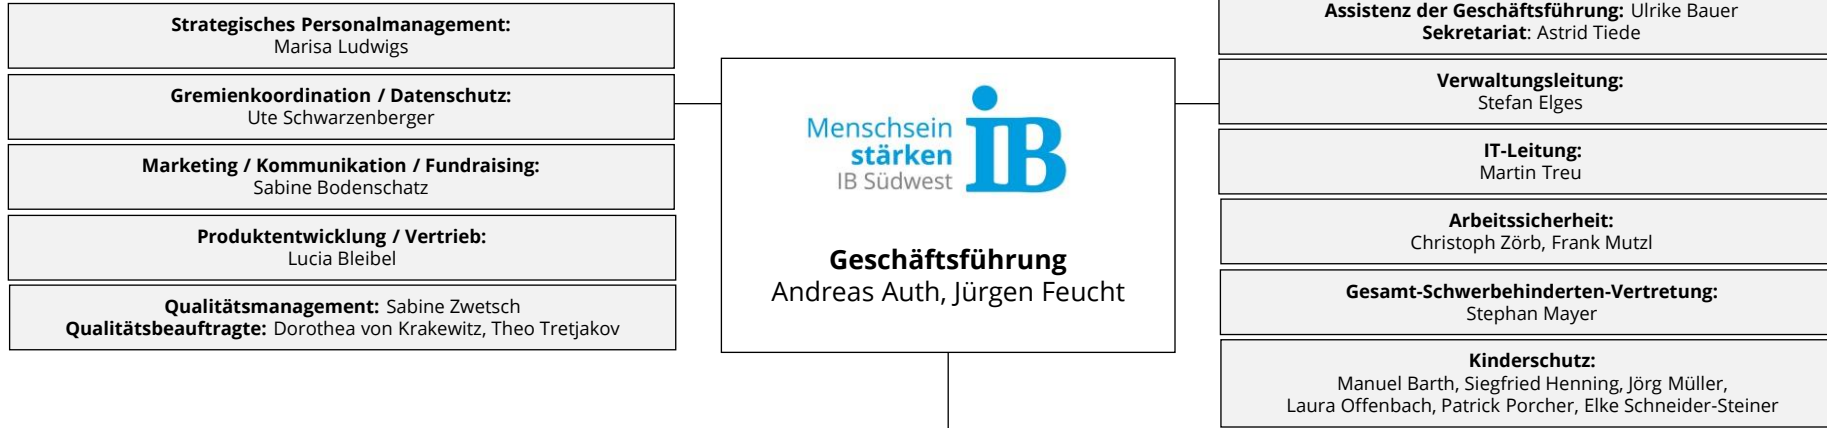 Strategisches Personalmanagement:
Marisa Ludwigs
Gremienkoordination / Datenschutz:
Ute Schwarzenberger
Marketing / Kommunikation / Fundraising:
Sabine Bodenschatz
Produktentwicklung / Vertrieb:
Lucia Bleibel
Qualitätsmanagement: Sabine Zwetsch
Qualitätsbeauftragte: Dorothea von Krakewitz, Theo Tretjakov
Menschsein
stärken
IB Südwest
IB
Geschäftsführung
Andreas Auth, Jürgen Feucht
Assistenz der Geschäftsführung: Ulrike Bauer
Sekretariat: Astrid Tiede
Verwaltungsleitung:
Stefan Elges
IT-Leitung:
Martin Treu
Arbeitssicherheit:
Christoph Zörb, Frank Mutzl
Gesamt-Schwerbehinderten-Vertretung:
Stephan Mayer
Kinderschutz:
Manuel Barth, Siegfried Henning, Jörg Müller,
Laura Offenbach, Patrick Porcher, Elke Schneider-Steiner